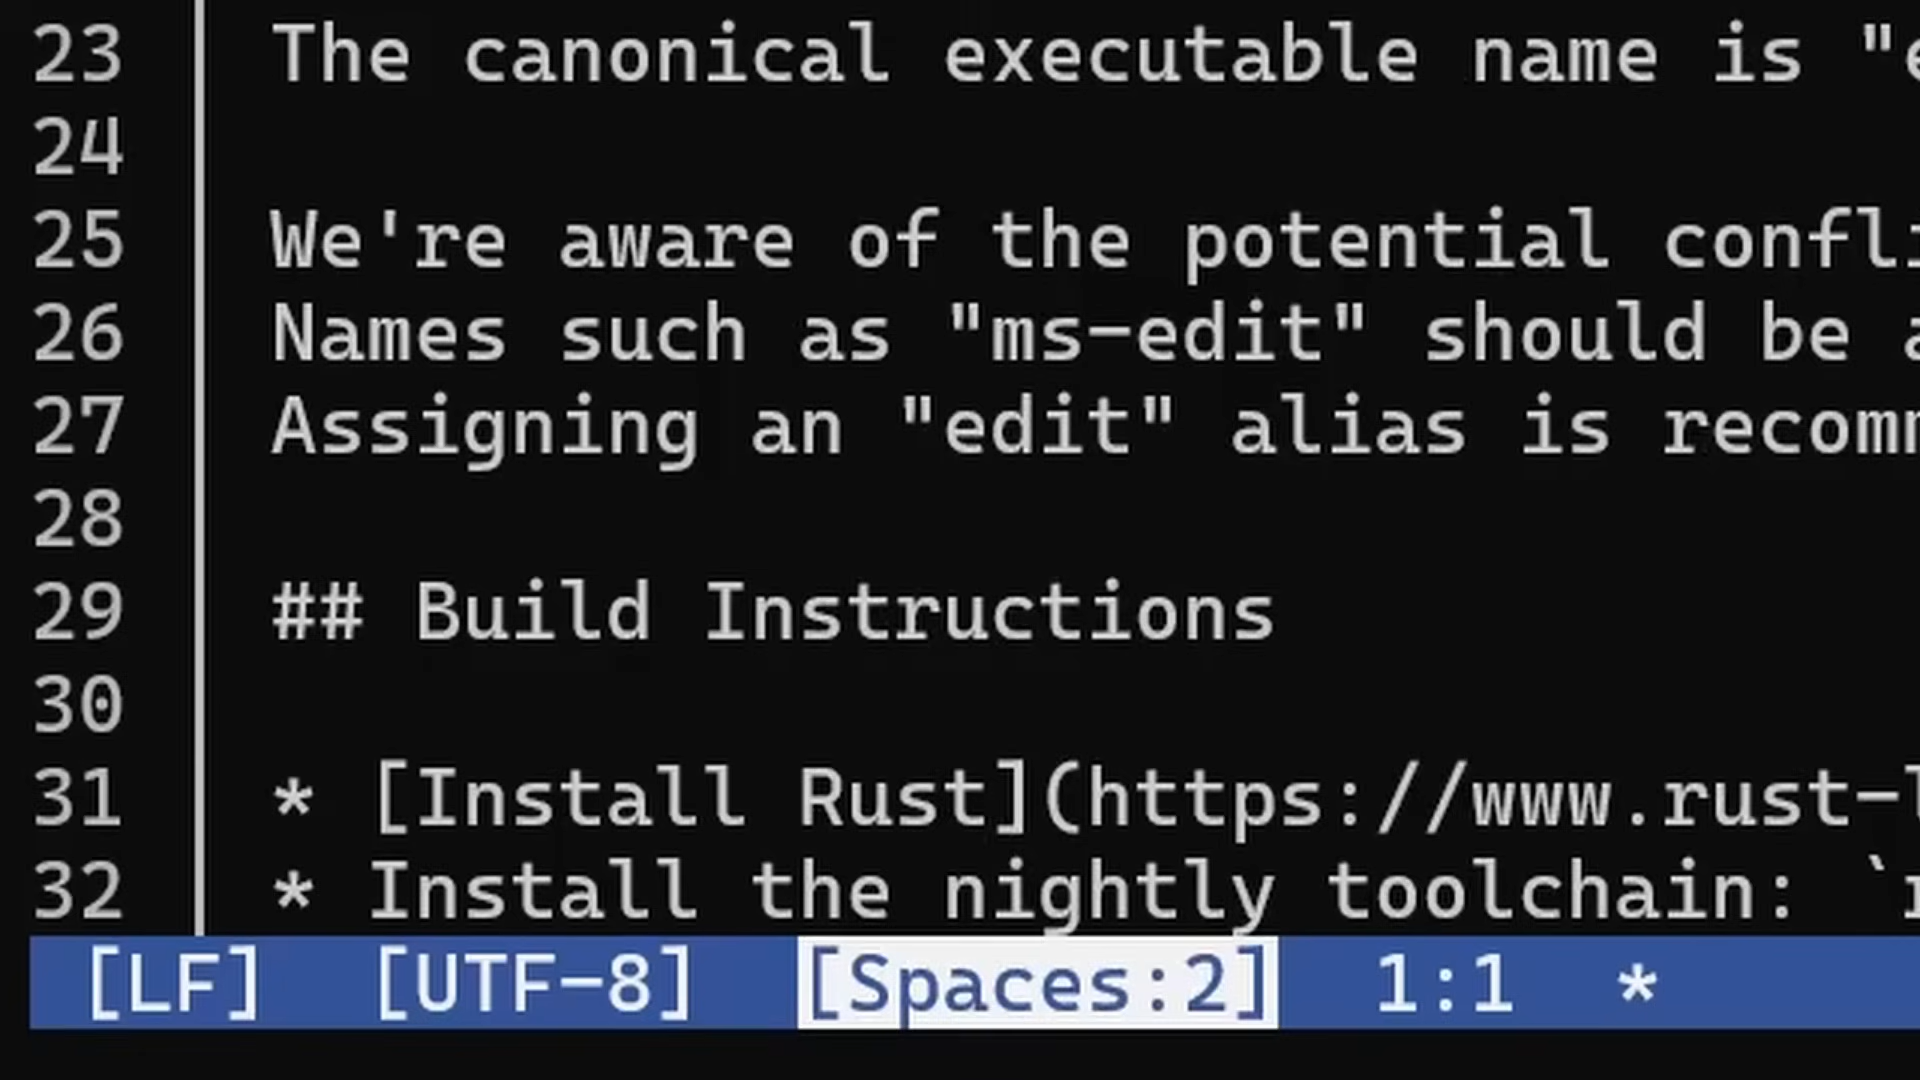 23 The canonical executable name is "e
24
25 We're aware of the potential confli
26 Names such as "ms-edit" should be a
27 Assigning an "edit" alias is recom
28
29 ## Build Instructions
30
31 * [Install Rust](https://www.rust-l
32 * Install the nightly toolchain: `r
[LF] [UTF-8] [Spaces:2] 1:1 *